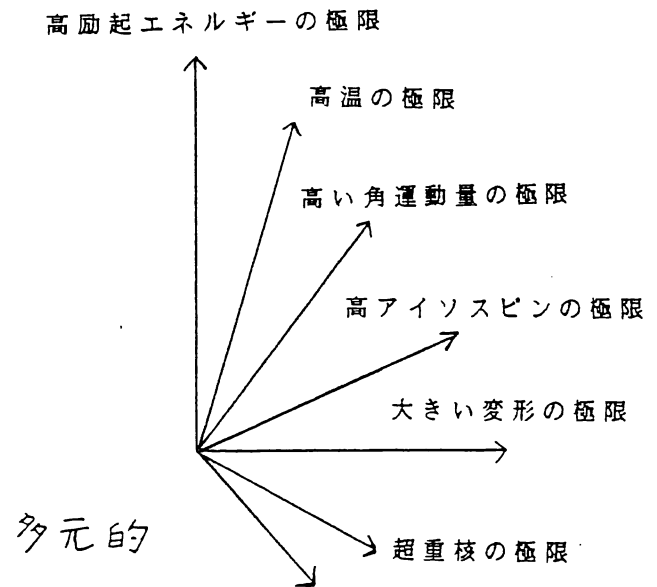 高励起エネルギーの極限
高温の極限
高い角運動量の極限
高アイソスピンの極限
大きい変形の極限
多元的
超重核の極限